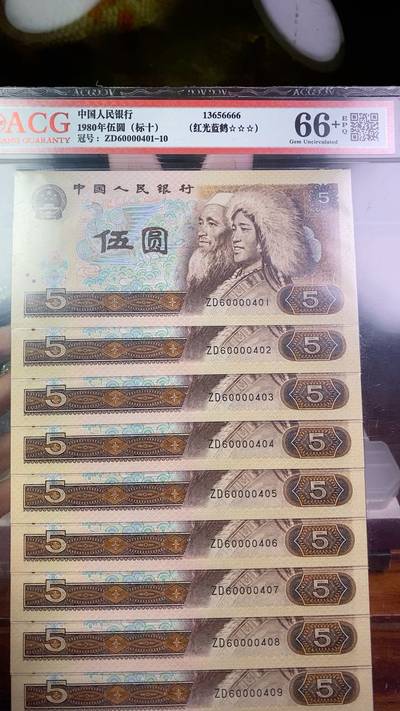 ACG
GUARANTY
中国人民银行
1980年伍圆（标十）
冠号：ZD60000401-10
13656666
（红光蓝鹤☆☆☆）
66+
EPQ
Gem Uncirculated
中国人民银行
5
伍圆
5 ZD60000401 5
5 ZD60000402 5
5 ZD60000403 5
5 ZD60000404 5
5 ZD60000405 5
5 ZD60000406 5
5 ZD60000407 5
5 ZD60000408 5
5 ZD60000409 5